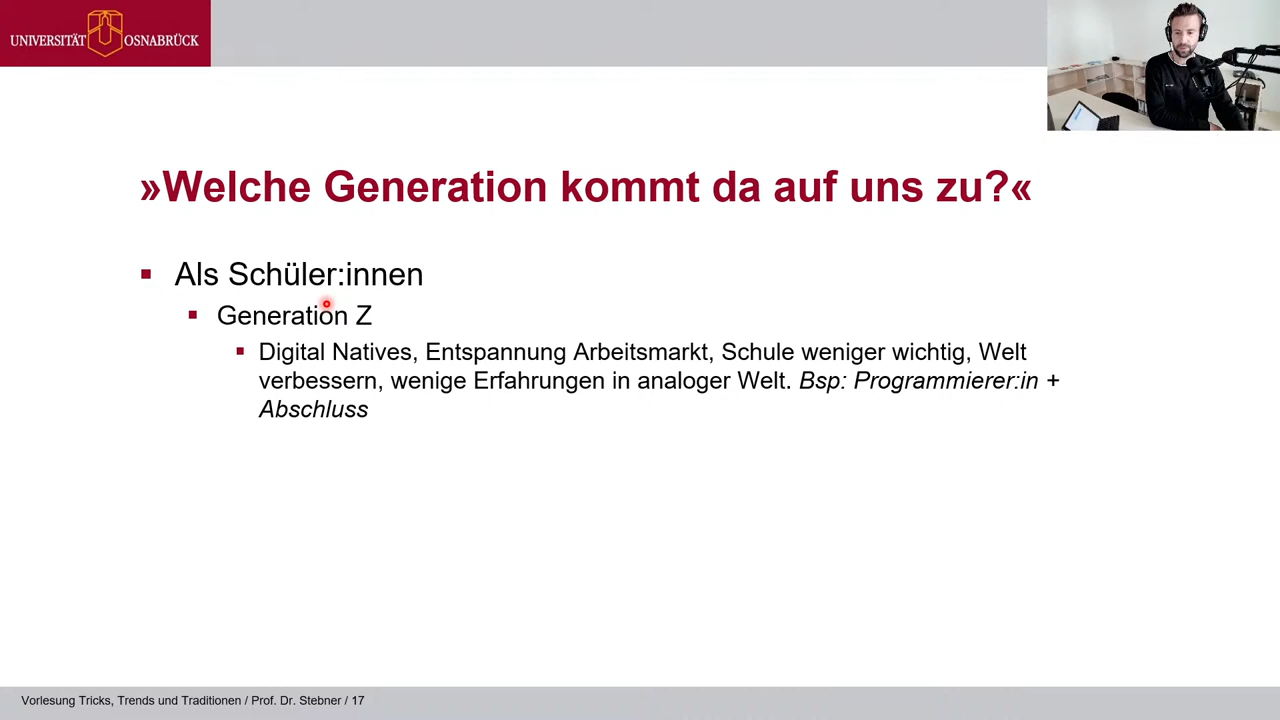 UNIVERSITÄT OSNABRÜCK
»Welche Generation kommt da auf uns zu?«
Als Schüler:innen
Generation Z
Digital Natives, Entspannung Arbeitsmarkt, Schule weniger wichtig, Welt
verbessern, wenige Erfahrungen in analoger Welt. Bsp: Programmierer:in +
Abschluss
Vorlesung Tricks, Trends und Traditionen / Prof. Dr. Stebner / 17